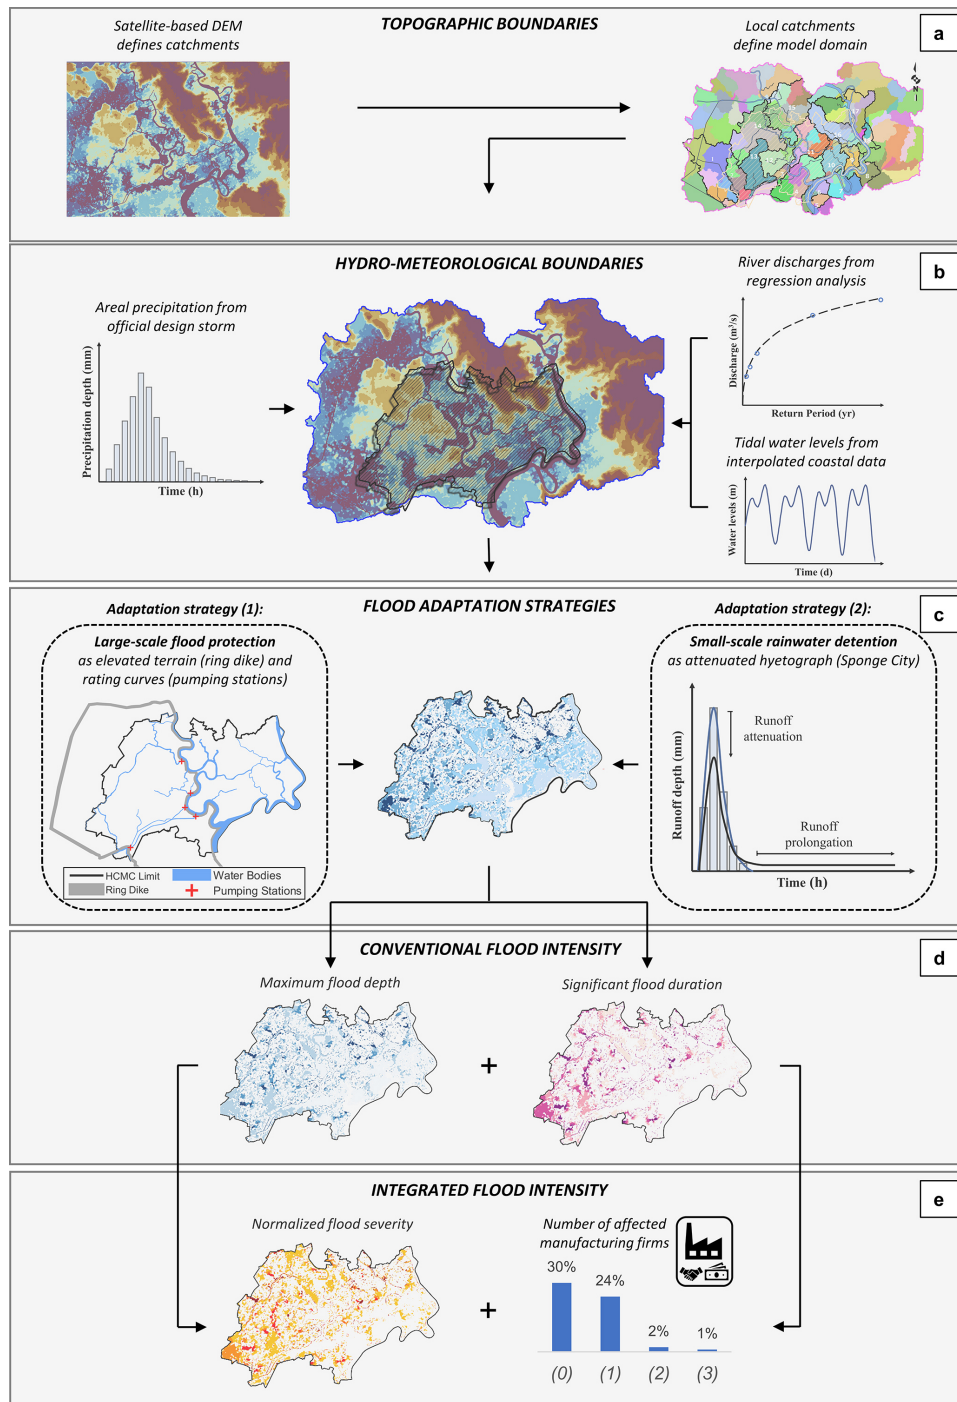 TOPOGRAPHIC BOUNDARIES
a
Satellite-based DEM
defines catchments
Local catchments
define model domain
N
1
10
HYDRO-METEOROLOGICAL BOUNDARIES
b
Areal precipitation from
official design storm
Precipitation depth (mm)
Time (h)
River discharges from
regression analysis
Discharge (m³/s)
Return Period (yr)
Tidal water levels from
interpolated coastal data
Water levels (m)
Time (d)
FLOOD ADAPTATION STRATEGIES
c
Adaptation strategy (1):
Large-scale flood protection
as elevated terrain (ring dike) and
rating curves (pumping stations)
HCMC Limit
Water Bodies
Ring Dike
Pumping Stations
Adaptation strategy (2):
Small-scale rainwater detention
as attenuated hyetograph (Sponge City)
Runoff depth (mm)
Runoff
attenuation
Runoff
prolongation
Time (h)
CONVENTIONAL FLOOD INTENSITY
d
Maximum flood depth
+
Significant flood duration
INTEGRATED FLOOD INTENSITY
e
Normalized flood severity
+
Number of affected
manufacturing firms
30%
24%
2%
1%
(0)
(1)
(2)
(3)